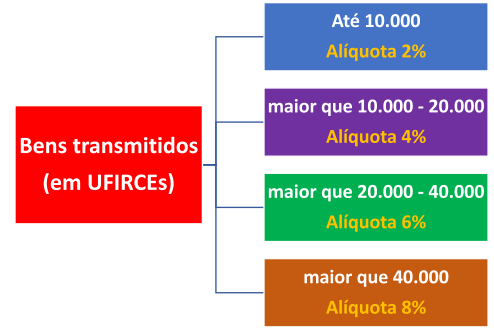 Bens transmitidos
(em UFIRCEs)
Até 10.000
Alíquota 2%
maior que 10.000 - 20.000
Alíquota 4%
maior que 20.000 - 40.000
Alíquota 6%
maior que 40.000
Alíquota 8%